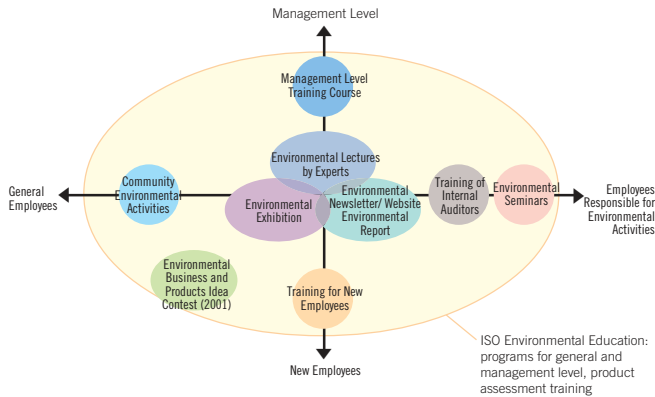 Management Level
Management Level
Training Course
Environmental Lectures
by Experts
General
Employees
Community
Environmental
Activities
Environmental
Exhibition
Environmental
Newsletter/ Website
Environmental
Report
Training of
Internal
Auditors
Environmental
Seminars
Employees
Responsible for
Environmental
Activities
Environmental
Business and
Products Idea
Contest (2001)
Training for New
Employees
New Employees
ISO Environmental Education:
programs for general and
management level, product
assessment training